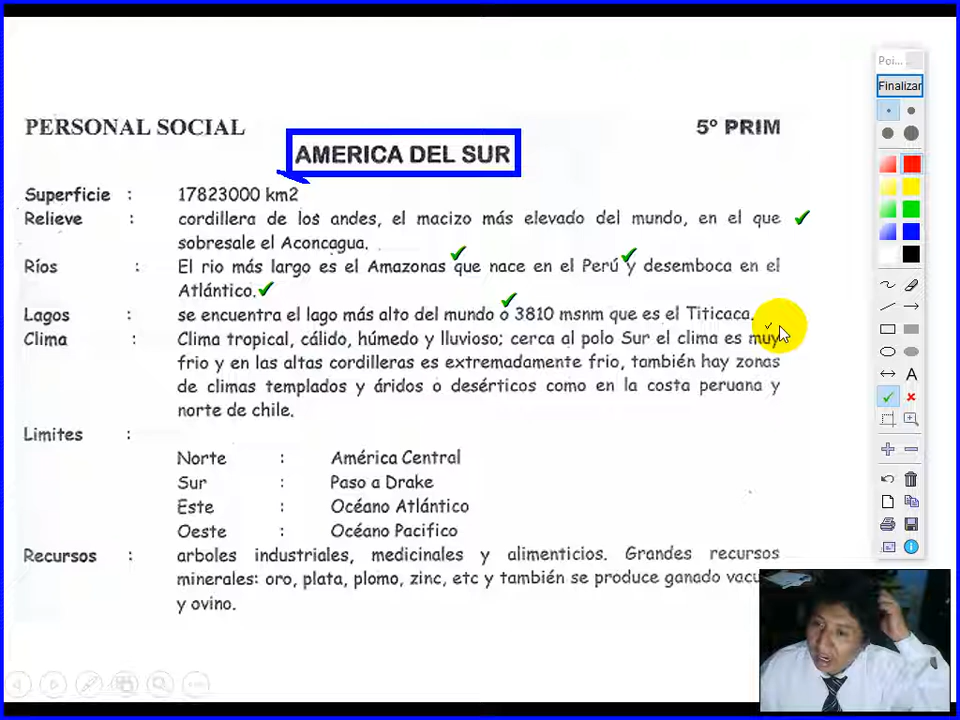 PERSONAL SOCIAL 5° PRIM
AMERICA DEL SUR
Superficie : 17823000 km2
Relieve : cordillera de los andes, el macizo más elevado del mundo, en el que
sobresale el Aconcagua.
Ríos : El rio más largo es el Amazonas que nace en el Perú y desemboca en el
Atlántico.
Lagos : se encuentra el lago más alto del mundo o 3810 msnm que es el Titicaca.
Clima : Clima tropical, cálido, húmedo y lluvioso; cerca al polo Sur el clima es muy
frio y en las altas cordilleras es extremadamente frio, también hay zonas
de climas templados y áridos o desérticos como en la costa peruana y
norte de chile.
Limites :
Norte : América Central
Sur : Paso a Drake
Este : Océano Atlántico
Oeste : Océano Pacifico
Recursos : arboles industriales, medicinales y alimenticios. Grandes recursos
minerales: oro, plata, plomo, zinc, etc y también se produce ganado
y ovino.
Poi...
Finalizar
A